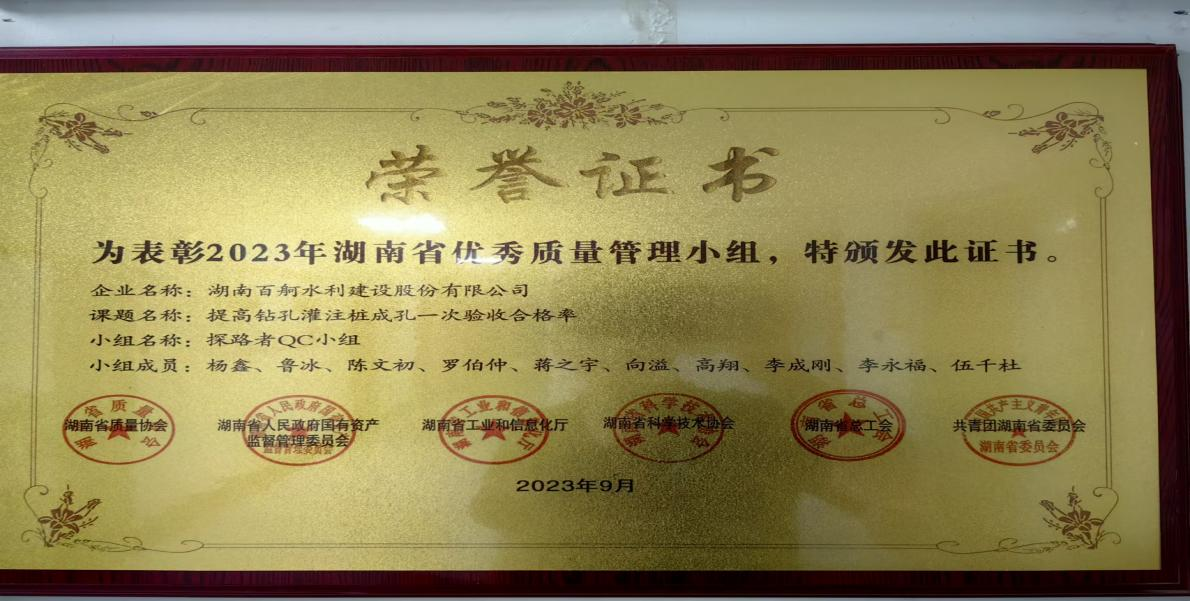 荣誉证书
为表彰2023年湖南省优秀质量管理小组，特颁发此证书。
企业名称：湖南百舸水利建设股份有限公司
课题名称：提高钻孔灌注桩成孔一次验收合格率
小组名称：探路者QC小组
小组成员：杨鑫、鲁冰、陈文初、罗伯仲、蒋之宇、向溢、高翔、李成刚、李永福、伍千杜
湖南省质量协会 湖南省人民政府国有资产监督管理委员会 湖南省工业和信息化厅 湖南省科学技术协会 湖南省总工会 共青团湖南省委员会
湖南省委员会
2023年9月